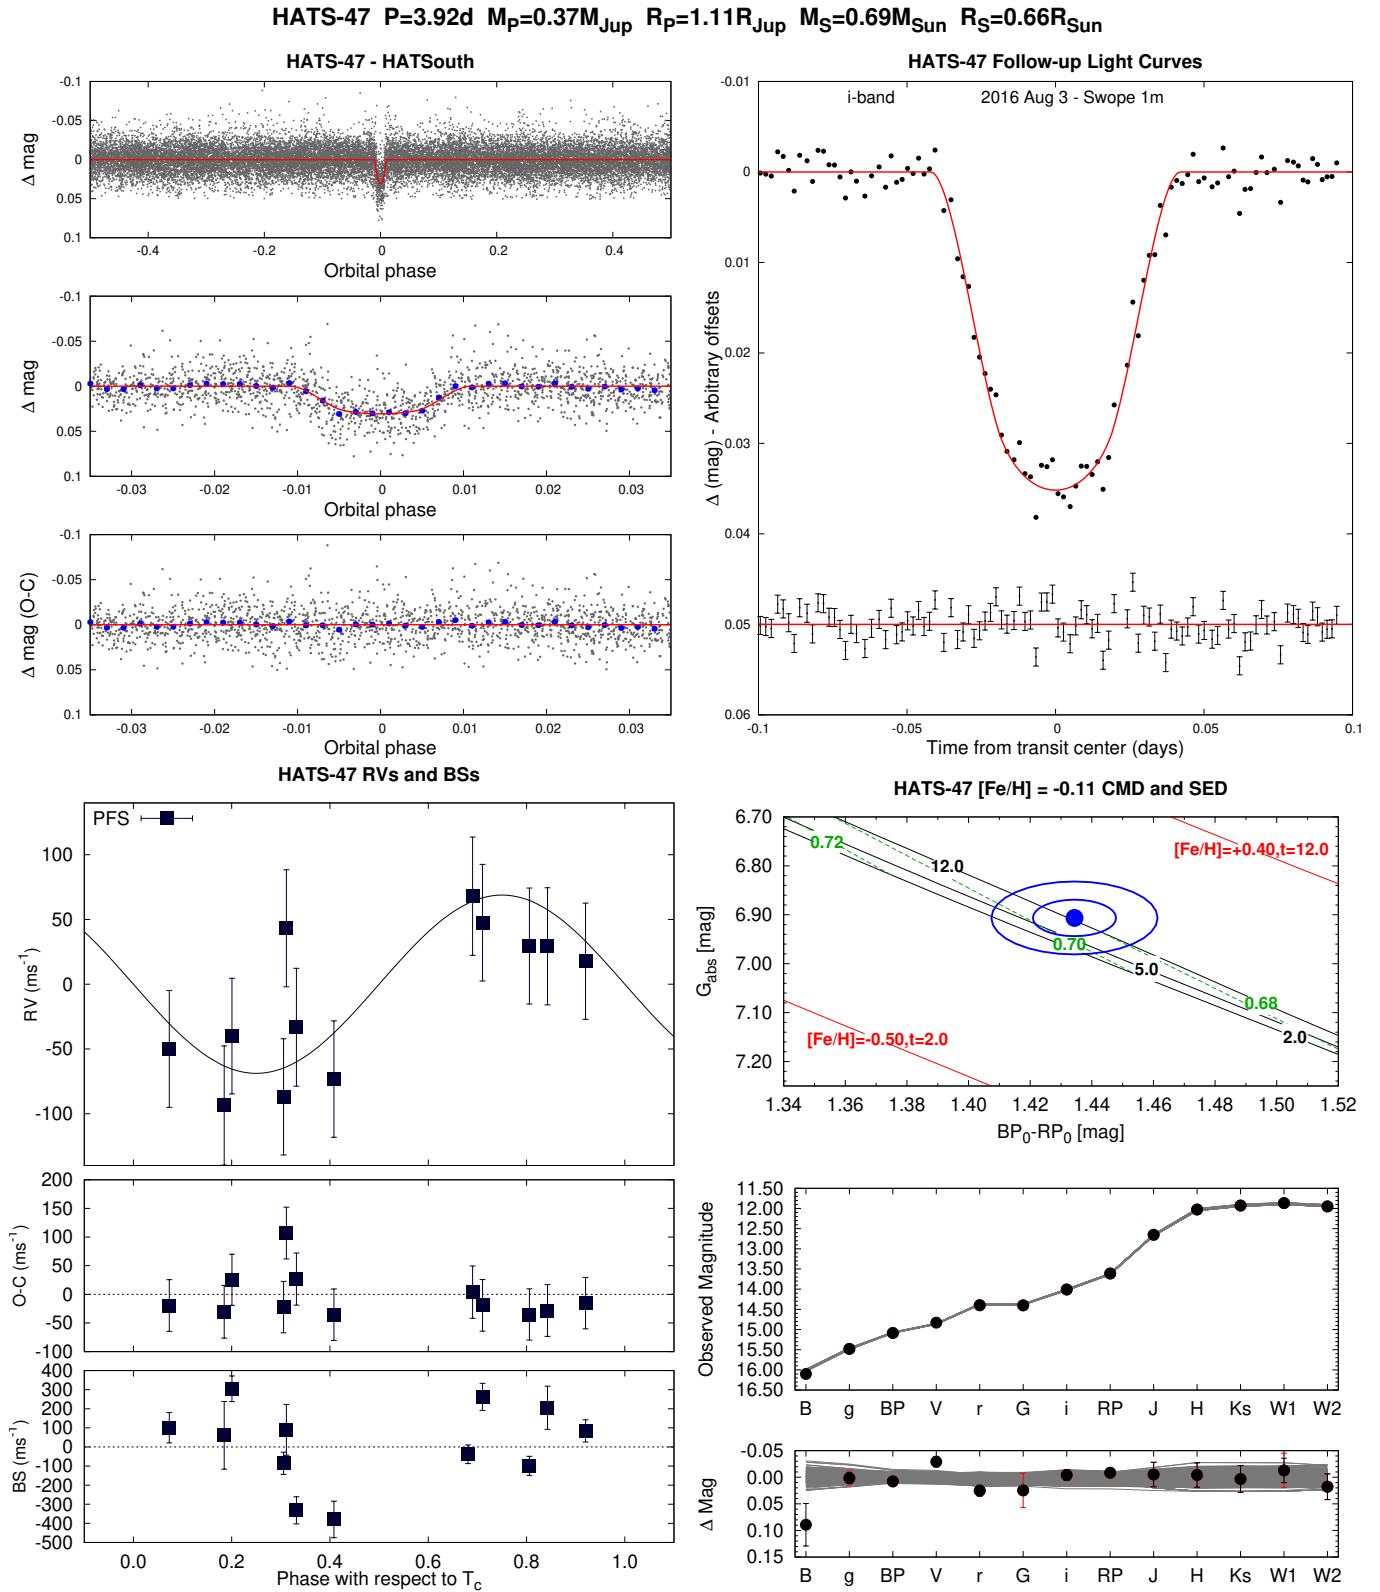 HATS-47 P=3.92d M_P=0.37M_Jup R_P=1.11R_Jup M_S=0.69M_Sun R_S=0.66R_Sun
HATS-47 - HATSouth
-0.1
-0.05
0
0.05
0.1
Δ mag
-0.4 -0.2 0 0.2 0.4
Orbital phase
-0.1
-0.05
0
0.05
0.1
Δ mag
-0.03 -0.02 -0.01 0 0.01 0.02 0.03
Orbital phase
-0.1
-0.05
0
0.05
0.1
Δ mag (O-C)
-0.03 -0.02 -0.01 0 0.01 0.02 0.03
Orbital phase
HATS-47 Follow-up Light Curves
i-band 2016 Aug 3 - Swope 1m
-0.01
0
0.01
0.02
0.03
0.04
0.05
0.06
Δ (mag) - Arbitrary offsets
-0.1 -0.05 0 0.05 0.1
Time from transit center (days)
HATS-47 RVs and BSs
PFS
100
50
0
-50
-100
RV (ms^-1)
200
150
100
50
0
-50
-100
O-C (ms^-1)
400
300
200
100
0
-100
-200
-300
-400
-500
BS (ms^-1)
0.0 0.2 0.4 0.6 0.8 1.0
Phase with respect to T_c
HATS-47 [Fe/H] = -0.11 CMD and SED
6.70
6.80
6.90
7.00
7.10
7.20
G_abs [mag]
0.72
12.0
[Fe/H]=+0.40,t=12.0
0.70
5.0
0.68
2.0
[Fe/H]=-0.50,t=2.0
1.34 1.36 1.38 1.40 1.42 1.44 1.46 1.48 1.50 1.52
BP_0-RP_0 [mag]
11.50
12.00
12.50
13.00
13.50
14.00
14.50
15.00
15.50
16.00
16.50
Observed Magnitude
B g BP V r G i RP J H Ks W1 W2
-0.05
0.00
0.05
0.10
0.15
Δ Mag
B g BP V r G i RP J H Ks W1 W2